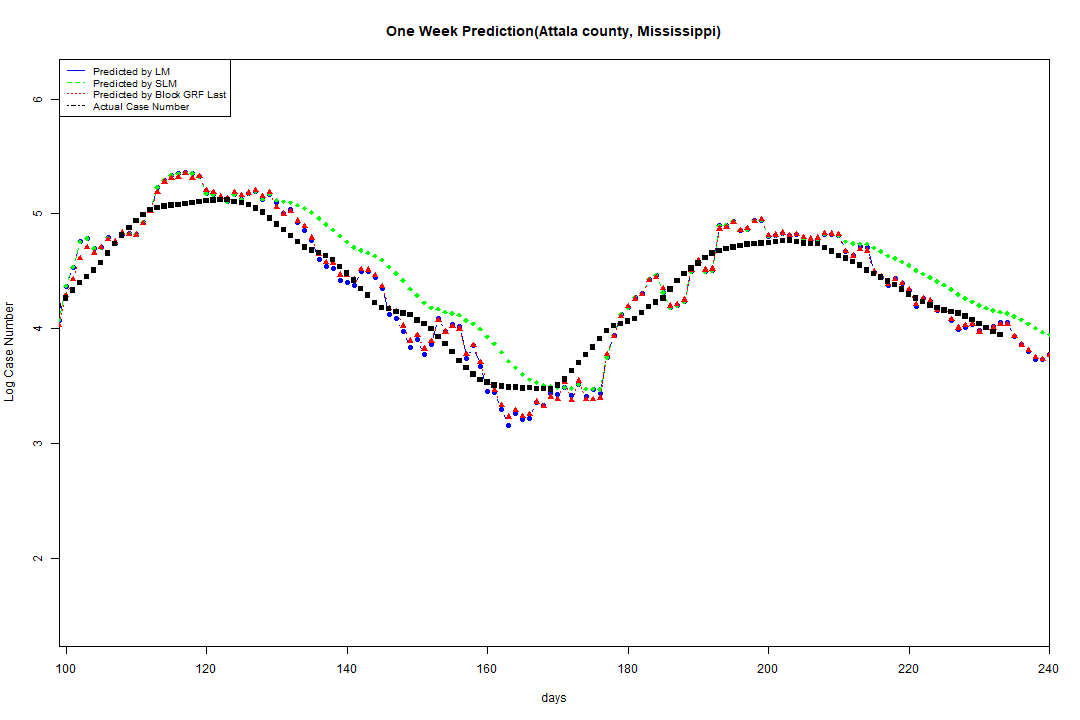 One Week Prediction(Attala county, Mississippi)
Predicted by LM
Predicted by SLM
Predicted by Block GRF Last
Actual Case Number
6
5
4
3
2
Log Case Number
100 120 140 160 180 200 220 240
days